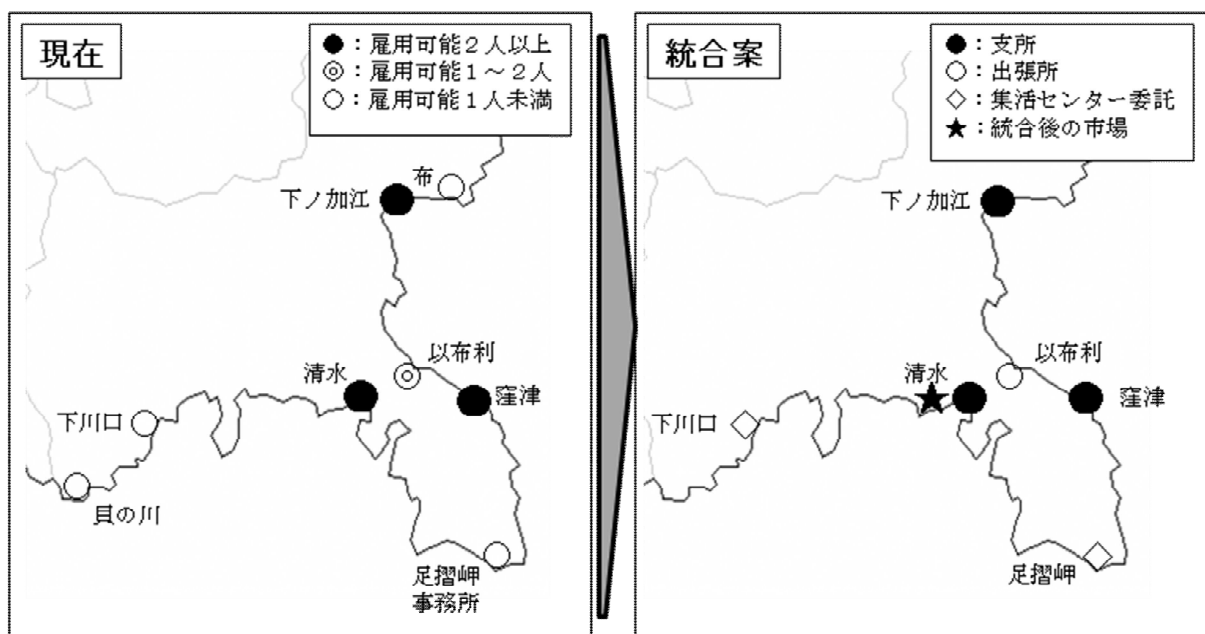 現在
●：雇用可能２人以上
◎：雇用可能１～２人
○：雇用可能１人未満
布
下ノ加江
以布利
清水
窪津
下川口
貝の川
足摺岬
事務所
統合案
●：支所
○：出張所
◇：集活センター委託
★：統合後の市場
下ノ加江
以布利
清水
窪津
下川口
足摺岬